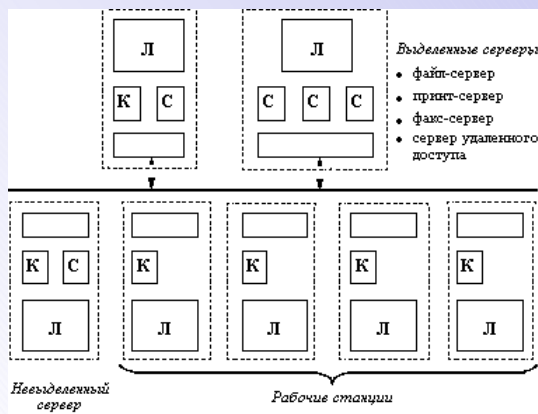 Л
К С
Л
С С С
Выделенные серверы
• файл-сервер
• принт-сервер
• факс-сервер
• сервер удаленного
доступа
К С
Л
К
Л
К
Л
К
Л
К
Л
Невыделенный
сервер
Рабочие станции